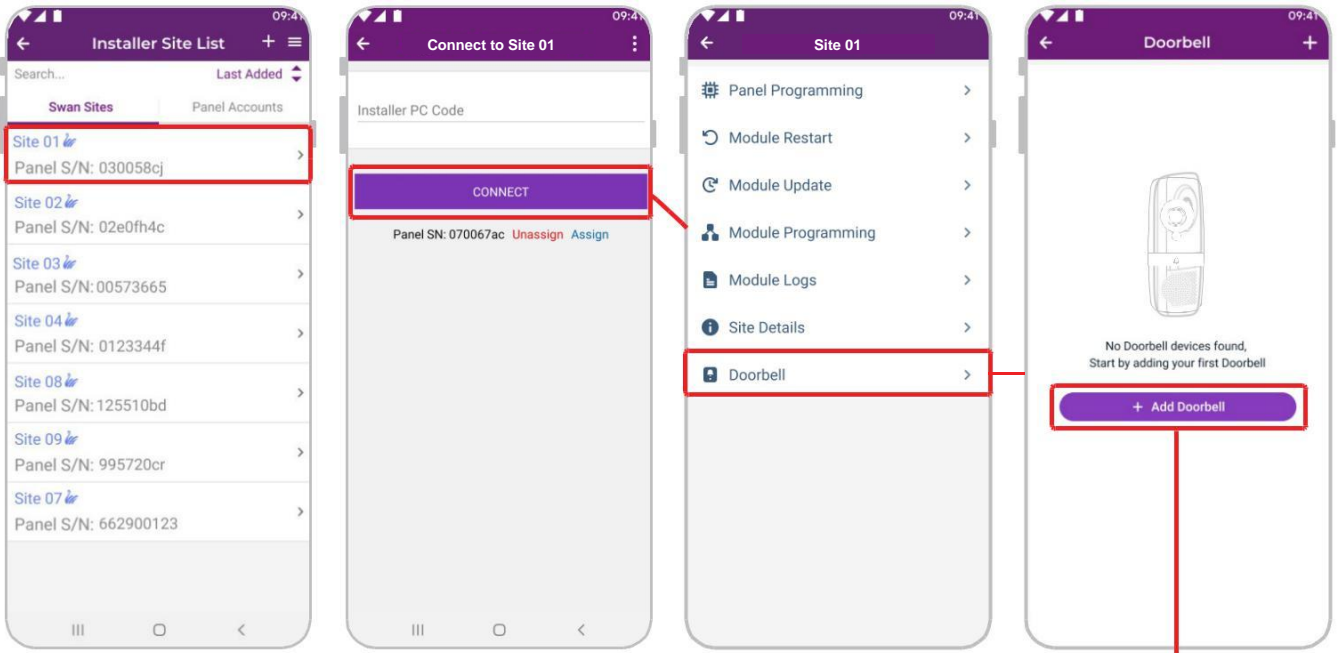 09:41
Installer Site List
Search...
Last Added
Swan Sites
Panel Accounts
Site 01
Panel S/N: 030058cj
Site 02
Panel S/N: 02e0fh4c
Site 03
Panel S/N: 00573665
Site 04
Panel S/N: 0123344f
Site 08
Panel S/N: 125510bd
Site 09
Panel S/N: 995720cr
Site 07
Panel S/N: 662900123
09:41
Connect to Site 01
Installer PC Code
CONNECT
Panel SN: 070067ac Unassign Assign
09:41
Site 01
Panel Programming
Module Restart
Module Update
Module Programming
Module Logs
Site Details
Doorbell
09:41
Doorbell
No Doorbell devices found,
Start by adding your first Doorbell
+ Add Doorbell